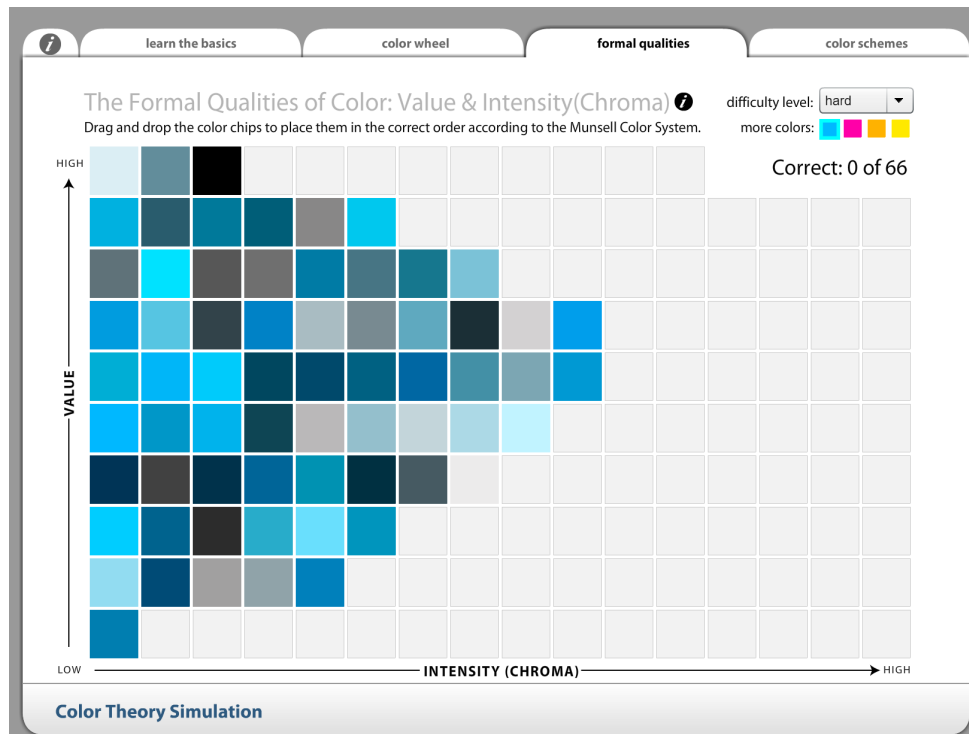 i
learn the basics
color wheel
formal qualities
color schemes
The Formal Qualities of Color: Value & Intensity(Chroma) i
difficulty level: hard
Drag and drop the color chips to place them in the correct order according to the Munsell Color System.
more colors:
HIGH
Correct: 0 of 66
VALUE
LOW
INTENSITY (CHROMA)
HIGH
Color Theory Simulation